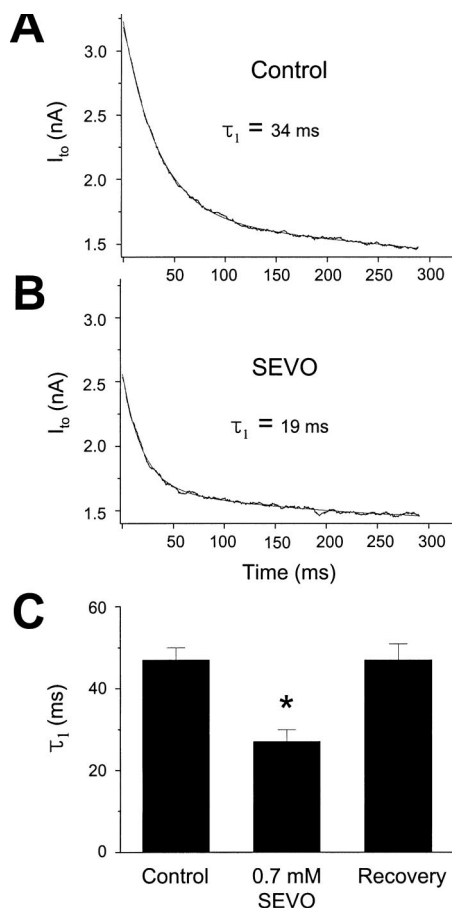 A
I_to (nA)
3.0
2.5
2.0
1.5
Control
τ₁ = 34 ms
50 100 150 200 250 300
B
I_to (nA)
3.0
2.5
2.0
1.5
SEVO
τ₁ = 19 ms
50 100 150 200 250 300
Time (ms)
C
τ₁ (ms)
60
40
20
0
*
Control 0.7 mM Recovery
SEVO